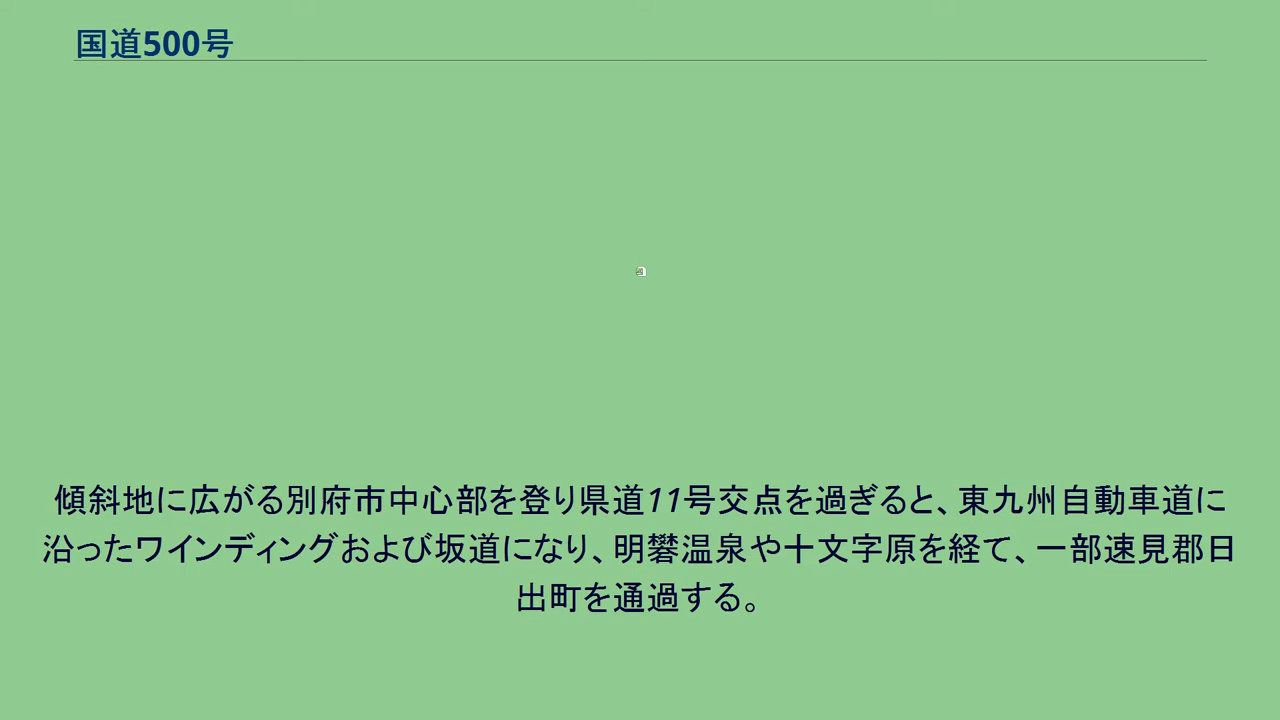 国道500号
傾斜地に広がる別府市中心部を登り県道11号交点を過ぎると、東九州自動車道に
沿ったワインディングおよび坂道になり、明礬温泉や十文字原を経て、一部速見郡日
出町を通過する。